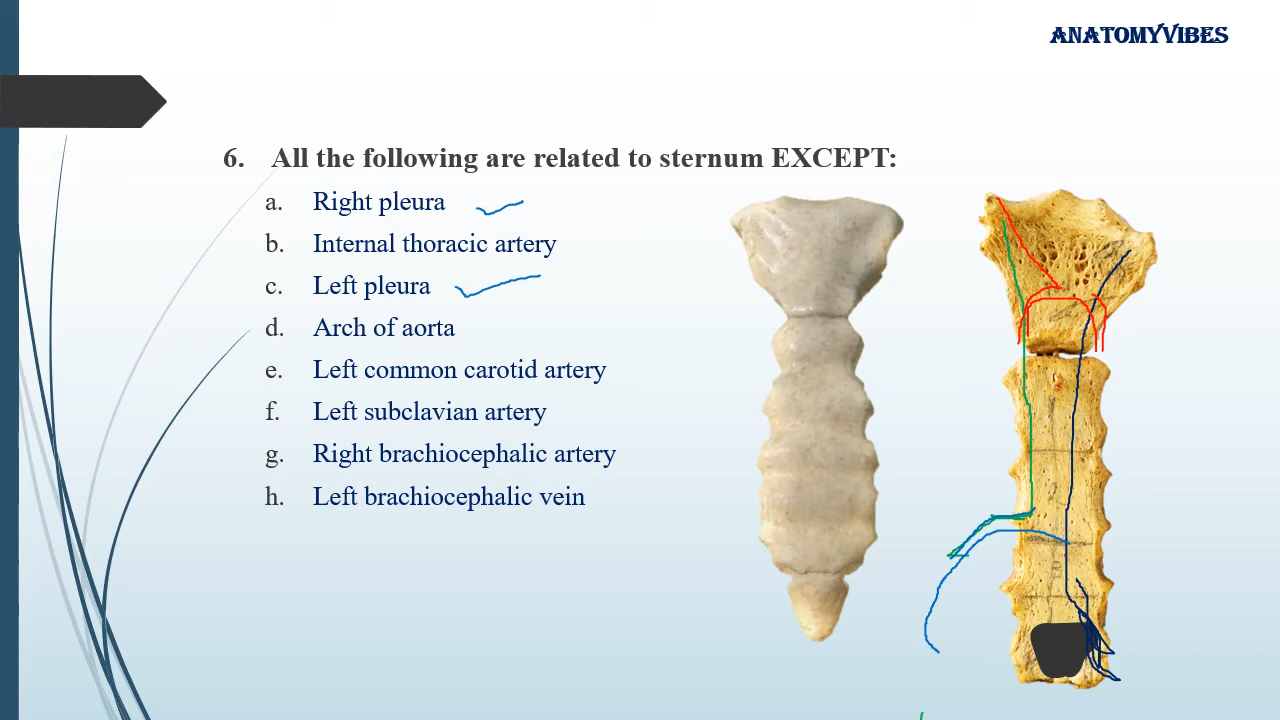 ANATOMYVIBES
6. All the following are related to sternum EXCEPT:
a. Right pleura
b. Internal thoracic artery
c. Left pleura
d. Arch of aorta
e. Left common carotid artery
f. Left subclavian artery
g. Right brachiocephalic artery
h. Left brachiocephalic vein